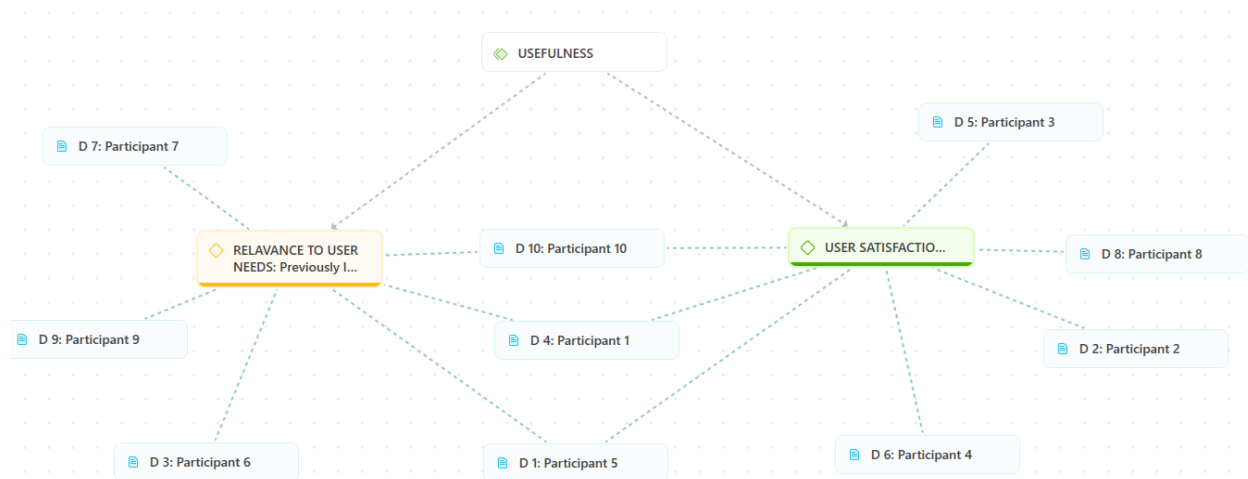 USEFULNESS
D 5: Participant 3
D 7: Participant 7
RELAVANCE TO USER
NEEDS: Previously I...
D 10: Participant 10
USER SATISFACTIO...
D 8: Participant 8
D 9: Participant 9
D 4: Participant 1
D 2: Participant 2
D 3: Participant 6
D 1: Participant 5
D 6: Participant 4